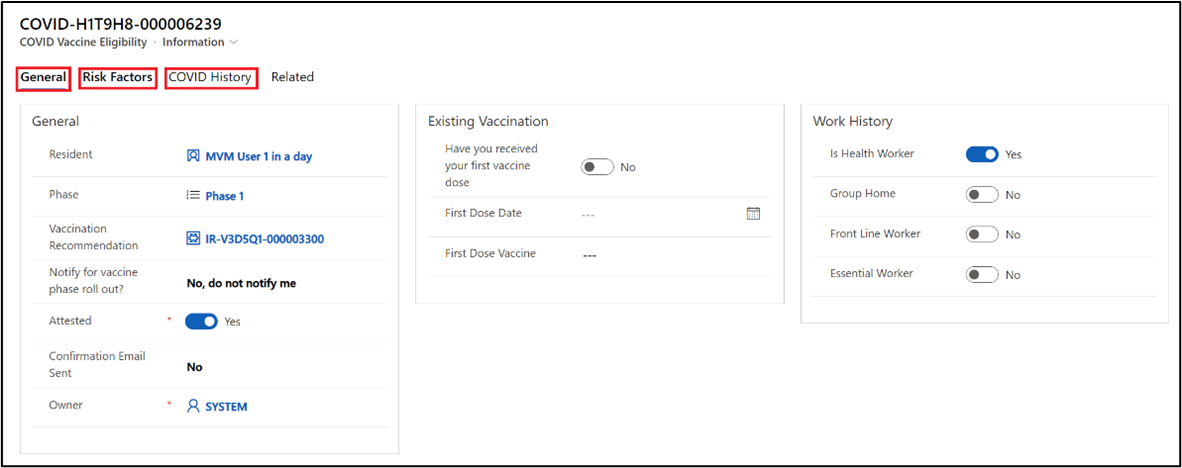 COVID-H1T9H8-000006239
COVID Vaccine Eligibility · Information
General Risk Factors COVID History Related
General
Resident MVM User 1 in a day
Phase Phase 1
Vaccination
Recommendation IR-V3D5Q1-000003300
Notify for vaccine
phase roll out? No, do not notify me
Attested * Yes
Confirmation Email
Sent No
Owner * SYSTEM
Existing Vaccination
Have you received
your first vaccine No
dose
First Dose Date ---
First Dose Vaccine ---
Work History
Is Health Worker Yes
Group Home No
Front Line Worker No
Essential Worker No